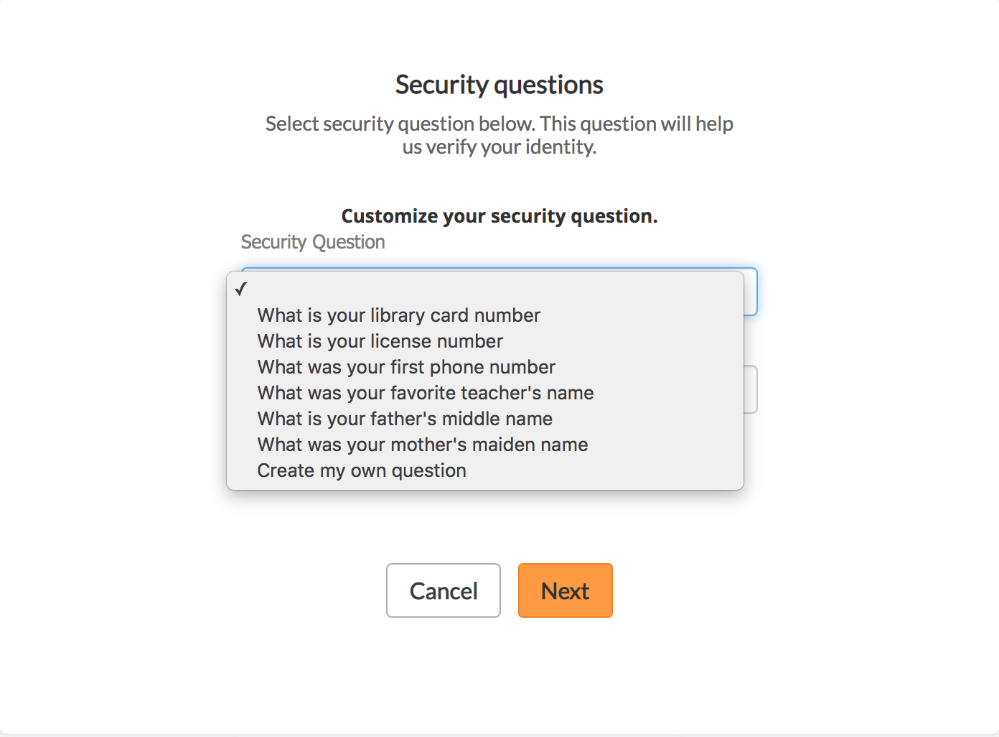 Security questions
Select security question below. This question will help
us verify your identity.
Customize your security question.
Security Question
✓
What is your library card number
What is your license number
What was your first phone number
What was your favorite teacher's name
What is your father's middle name
What was your mother's maiden name
Create my own question
Cancel
Next